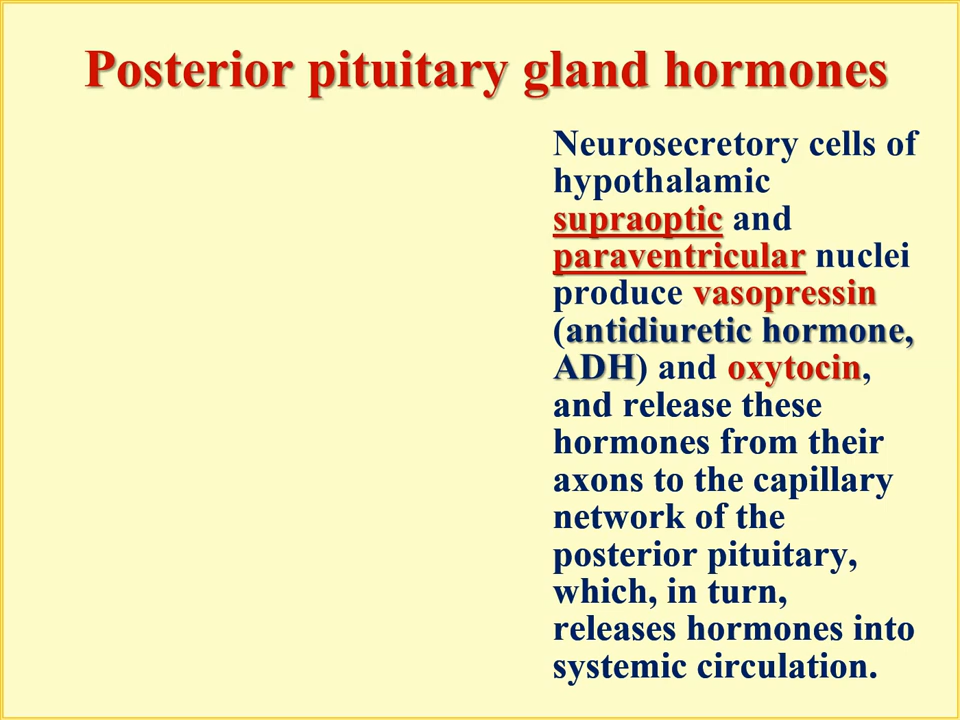 Posterior pituitary gland hormones
Neurosecretory cells of
hypothalamic
supraoptic and
paraventricular nuclei
produce vasopressin
(antidiuretic hormone,
ADH) and oxytocin,
and release these
hormones from their
axons to the capillary
network of the
posterior pituitary,
which, in turn,
releases hormones into
systemic circulation.